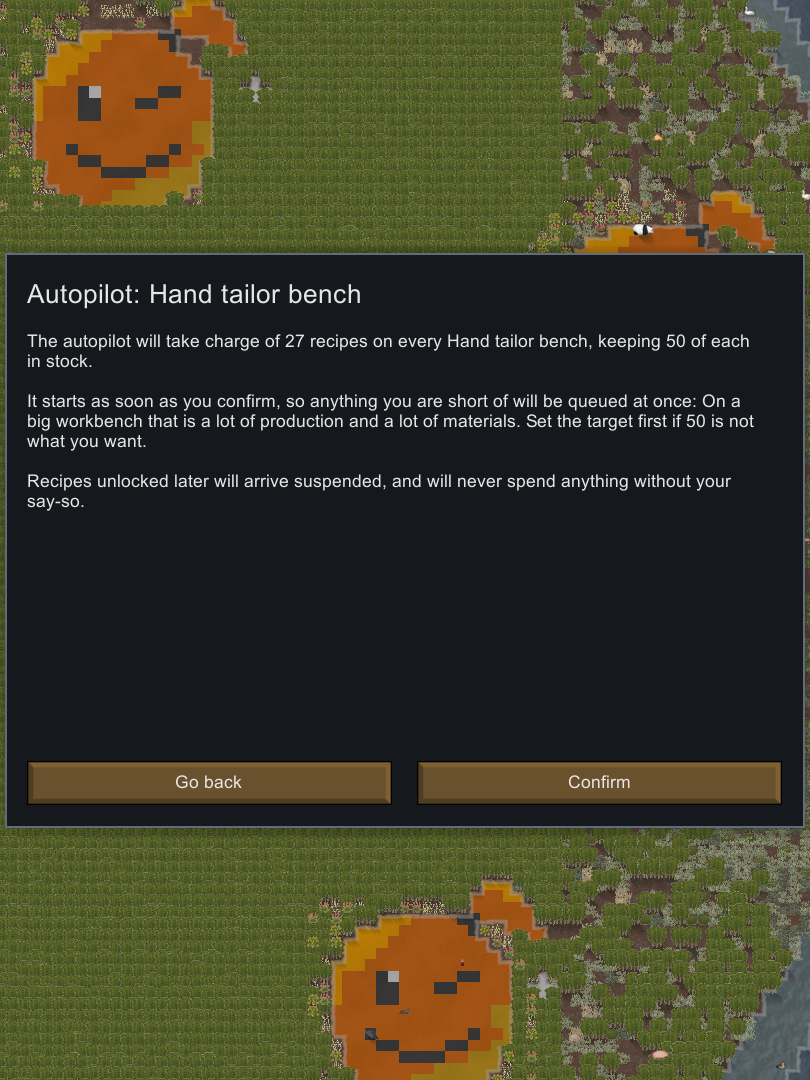 Autopilot: Hand tailor bench
The autopilot will take charge of 27 recipes on every Hand tailor bench, keeping 50 of each
in stock.
It starts as soon as you confirm, so anything you are short of will be queued at once: On a
big workbench that is a lot of production and a lot of materials. Set the target first if 50 is not
what you want.
Recipes unlocked later will arrive suspended, and will never spend anything without your
say-so.
Go back
Confirm